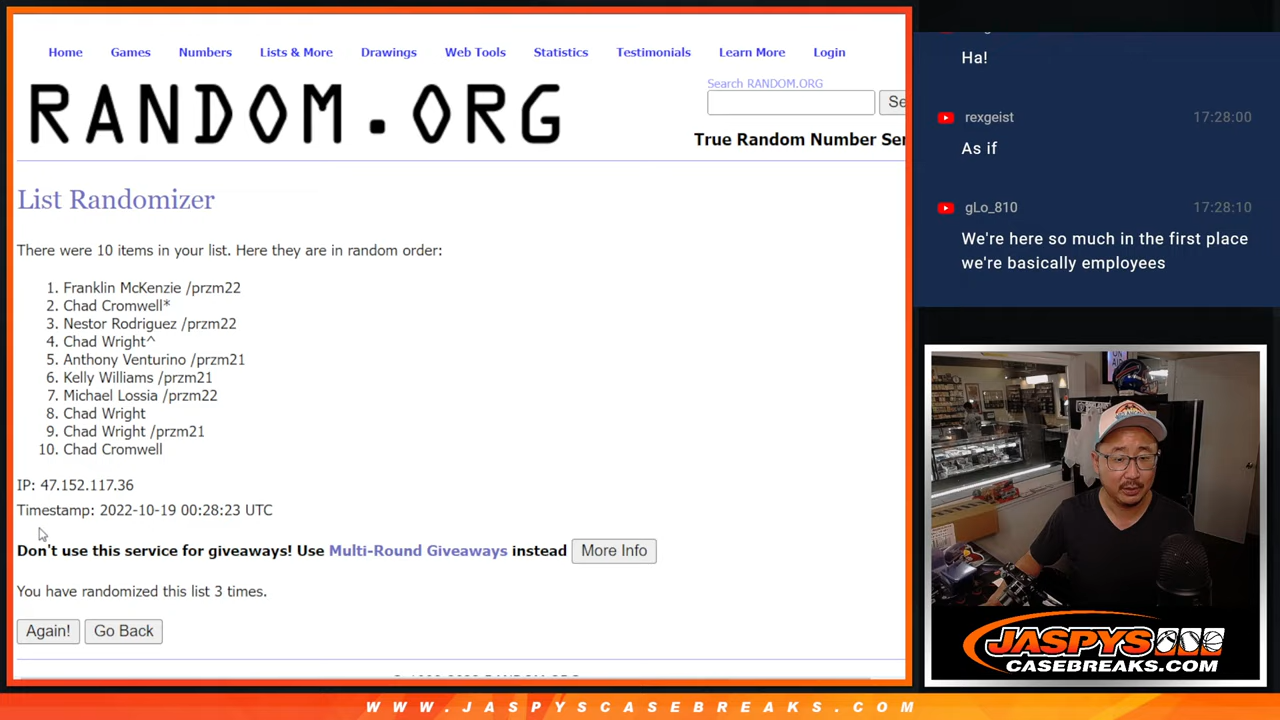 Home Games Numbers Lists & More Drawings Web Tools Statistics Testimonials Learn More Login
RANDOM.ORG
Search RANDOM.ORG
True Random Number
List Randomizer
There were 10 items in your list. Here they are in random order:
1. Franklin McKenzie /przm22
2. Chad Cromwell*
3. Nestor Rodriguez /przm22
4. Chad Wright^
5. Anthony Venturino /przm21
6. Kelly Williams /przm21
7. Michael Lossia /przm22
8. Chad Wright
9. Chad Wright /przm21
10. Chad Cromwell
IP: 47.152.117.36
Timestamp: 2022-10-19 00:28:23 UTC
Don't use this service for giveaways! Use Multi-Round Giveaways instead More Info
You have randomized this list 3 times.
Again! Go Back
Ha!
rexgeist 17:28:00
As if
gLo_810 17:28:10
We're here so much in the first place
we're basically employees
ON
AIR
JASPYS
CASEBREAKS.COM
WWW.JASPYSCASEBREAKS.COM